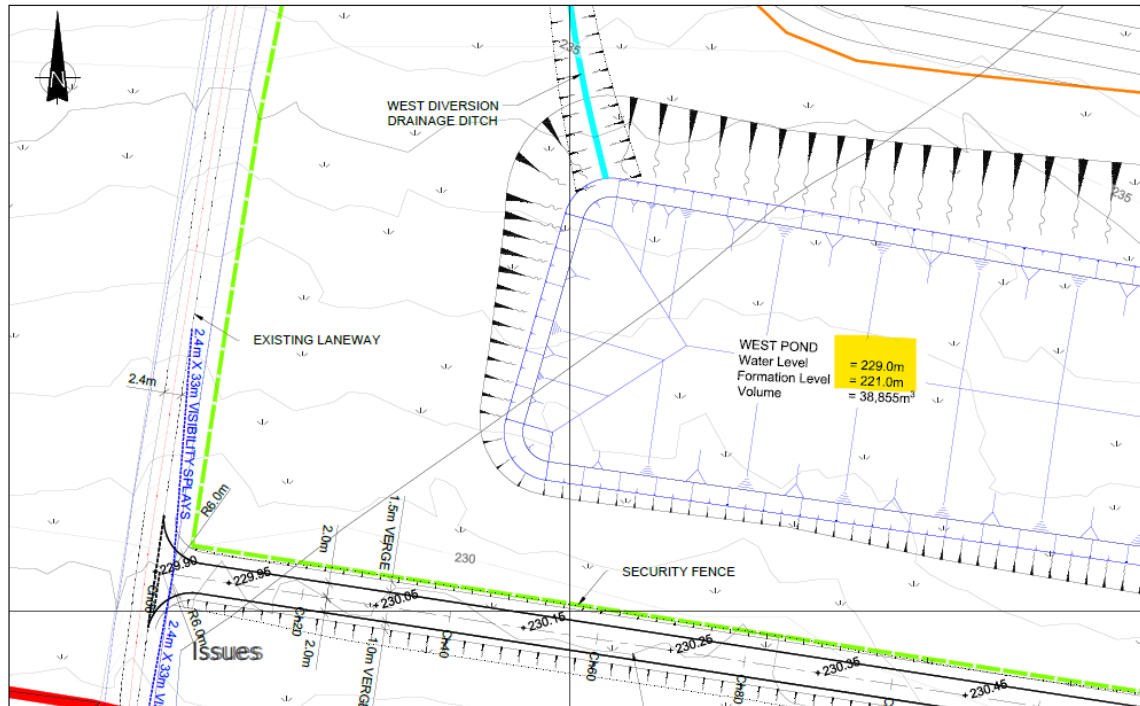 N
235
WEST DIVERSION
DRAINAGE DITCH
235
EXISTING LANEWAY
WEST POND
Water Level = 229.0m
Formation Level = 221.0m
Volume = 38,855m³
2.4m
2.4m X 33m VISIBILITY SPLAYS
R6.0m
2.0m
1.5m VERGE
230
SECURITY FENCE
229.90
229.95
230.05
230.15
230.25
230.35
230.45
R6.0m
Issues
Ch20
2.0m
1.0m VERGE
Ch40
Ch60
Ch80
2.4m X 33m VI